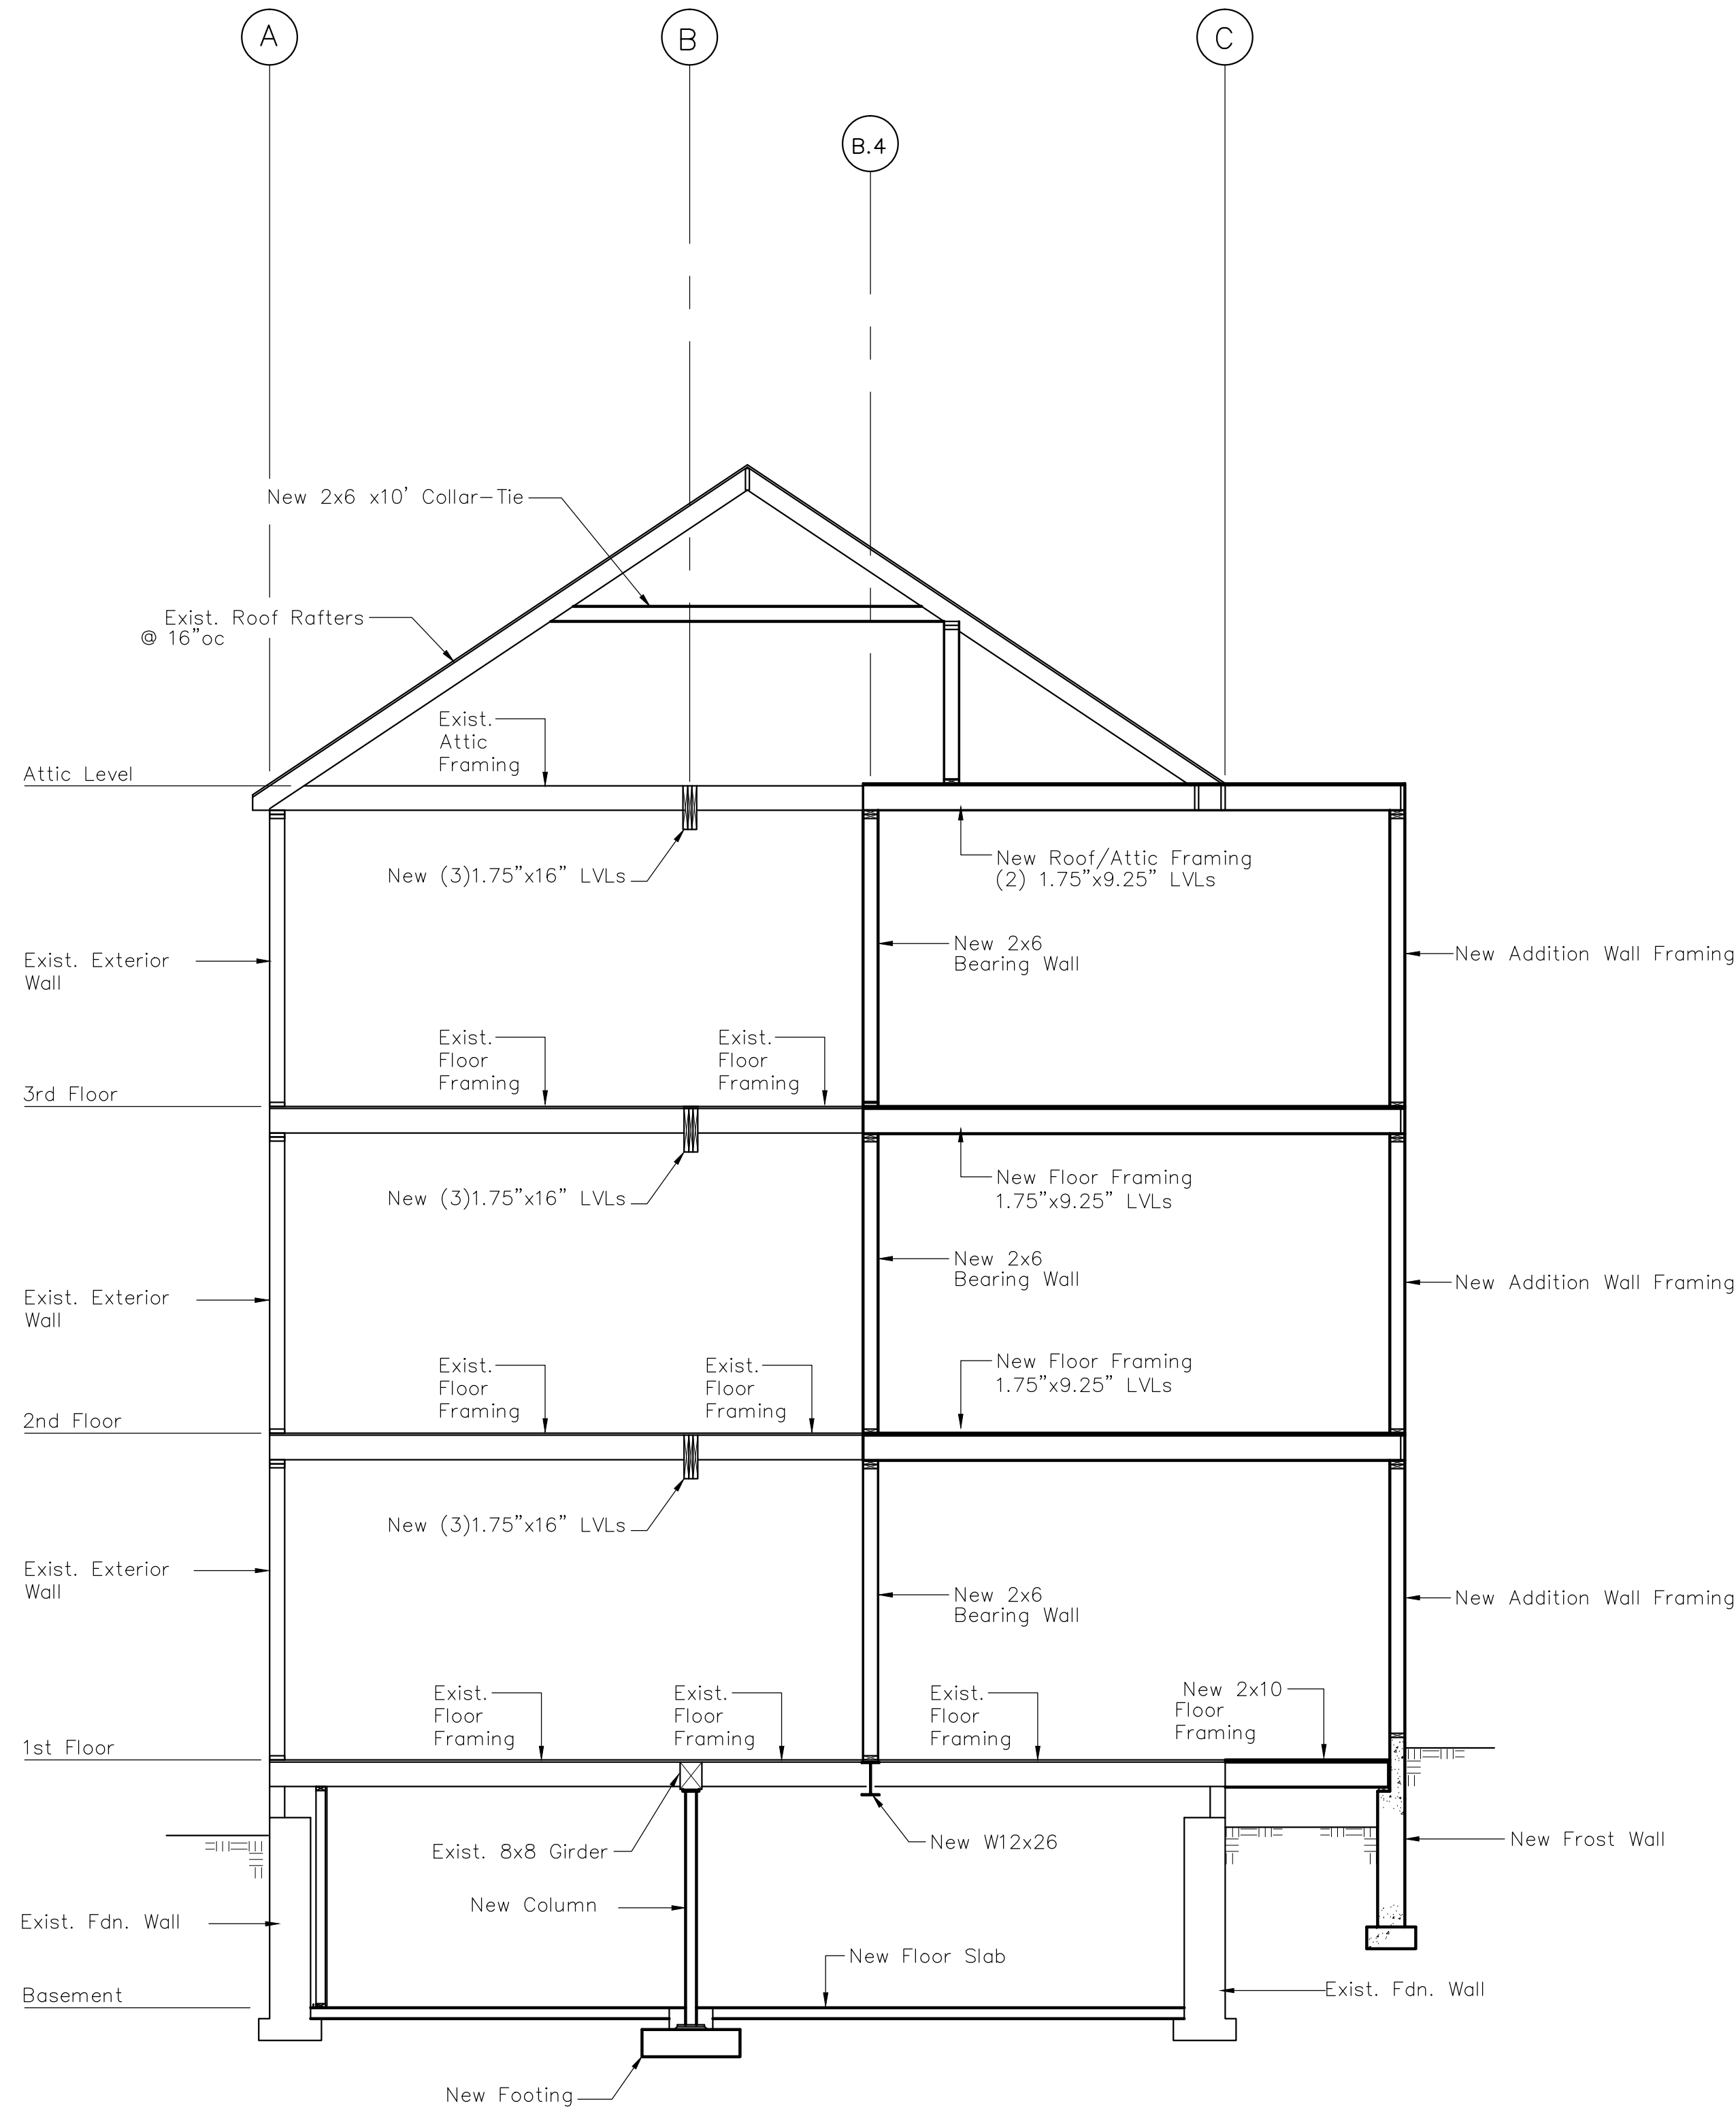 A
B
C
B.4
New 2x6 x10' Collar-Tie
Exist. Roof Rafters
@ 16"oc
Exist.
Attic
Framing
Attic Level
New (3)1.75"x16" LVLs
New Roof/Attic Framing
(2) 1.75"x9.25" LVLs
New 2x6
Bearing Wall
Exist. Exterior
Wall
New Addition Wall Framing
Exist.
Floor
Framing
Exist.
Floor
Framing
3rd Floor
New (3)1.75"x16" LVLs
New Floor Framing
1.75"x9.25" LVLs
New 2x6
Bearing Wall
Exist. Exterior
Wall
New Addition Wall Framing
Exist.
Floor
Framing
Exist.
Floor
Framing
New Floor Framing
1.75"x9.25" LVLs
2nd Floor
New (3)1.75"x16" LVLs
Exist. Exterior
Wall
New 2x6
Bearing Wall
New Addition Wall Framing
Exist.
Floor
Framing
Exist.
Floor
Framing
Exist.
Floor
Framing
New 2x10
Floor
Framing
1st Floor
Exist. 8x8 Girder
New W12x26
New Frost Wall
New Column
Exist. Fdn. Wall
New Floor Slab
Exist. Fdn. Wall
Basement
New Footing